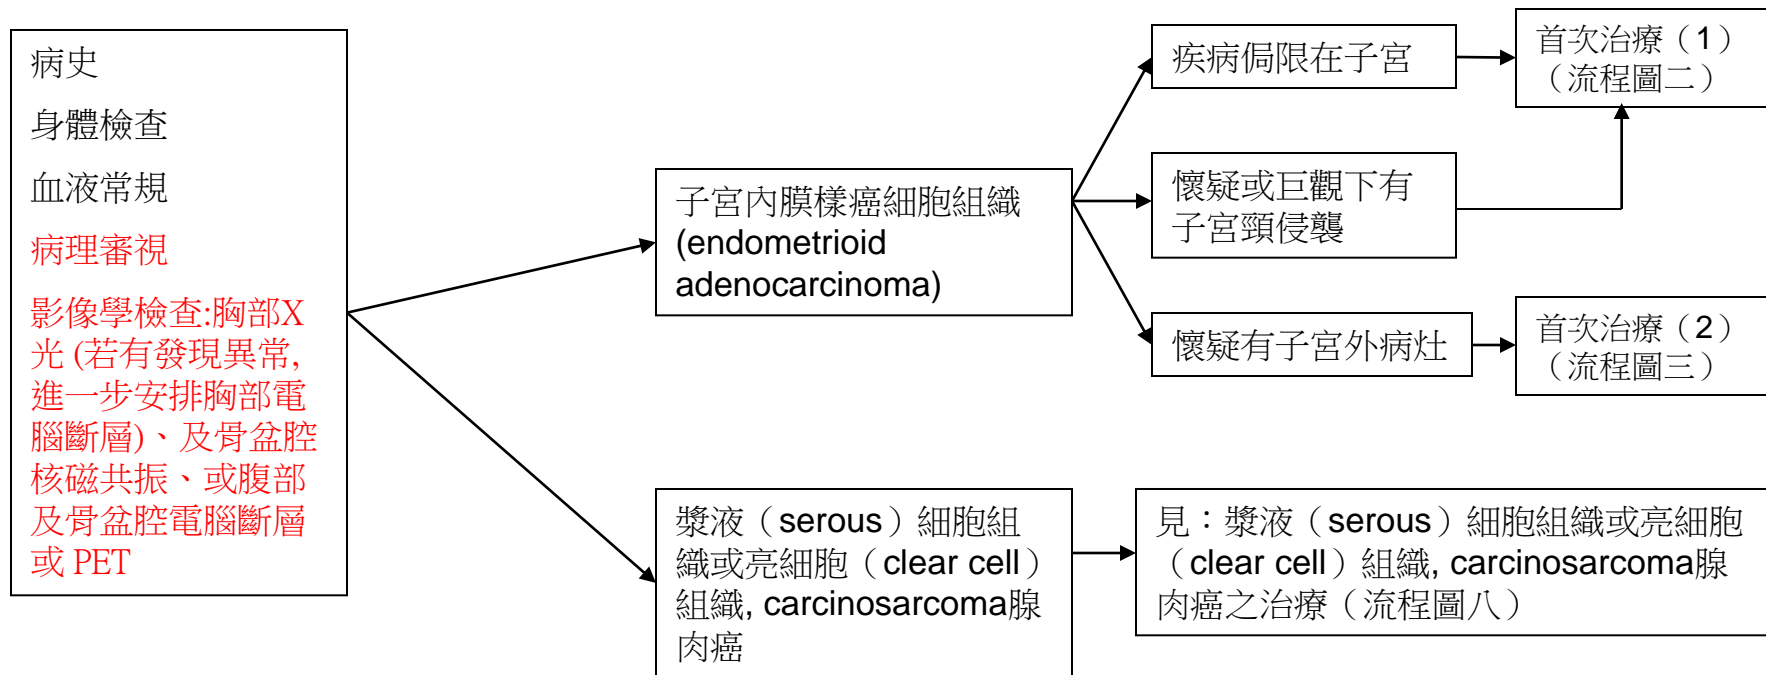 病史
身體檢查
血液常規
病理審視
影像學檢查:胸部X
光 (若有發現異常,
進一步安排胸部電
腦斷層)、及骨盆腔
核磁共振、或腹部
及骨盆腔電腦斷層
或 PET
子宮內膜樣癌細胞組織
(endometrioid
adenocarcinoma)
疾病侷限在子宮
首次治療（1）
（流程圖二）
懷疑或巨觀下有
子宮頸侵襲
懷疑有子宮外病灶
首次治療（2）
（流程圖三）
漿液（serous）細胞組
織或亮細胞（clear cell）
組織, carcinosarcoma腺
肉癌
見：漿液（serous）細胞組織或亮細胞
（clear cell）組織, carcinosarcoma腺
肉癌之治療（流程圖八）